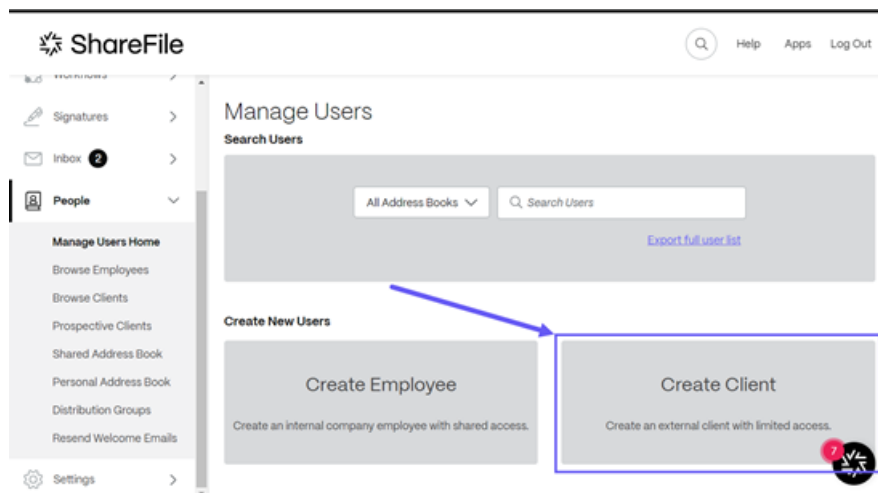 ShareFile
Help Apps Log Out
Workflows
Signatures
Inbox 2
People
Manage Users Home
Browse Employees
Browse Clients
Prospective Clients
Shared Address Book
Personal Address Book
Distribution Groups
Resend Welcome Emails
Settings
Manage Users
Search Users
All Address Books
Search Users
Export full user list
Create New Users
Create Employee
Create an internal company employee with shared access.
Create Client
Create an external client with limited access.
7